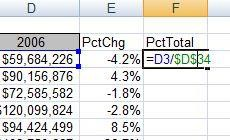 D E F
2006 PctChg PctTotal
$59,684,226 -4.2% =D3/$D$34
$90,156,876 4.3%
$72,585,582 -1.8%
$120,099,824 -2.8%
$94,424,499 8.5%